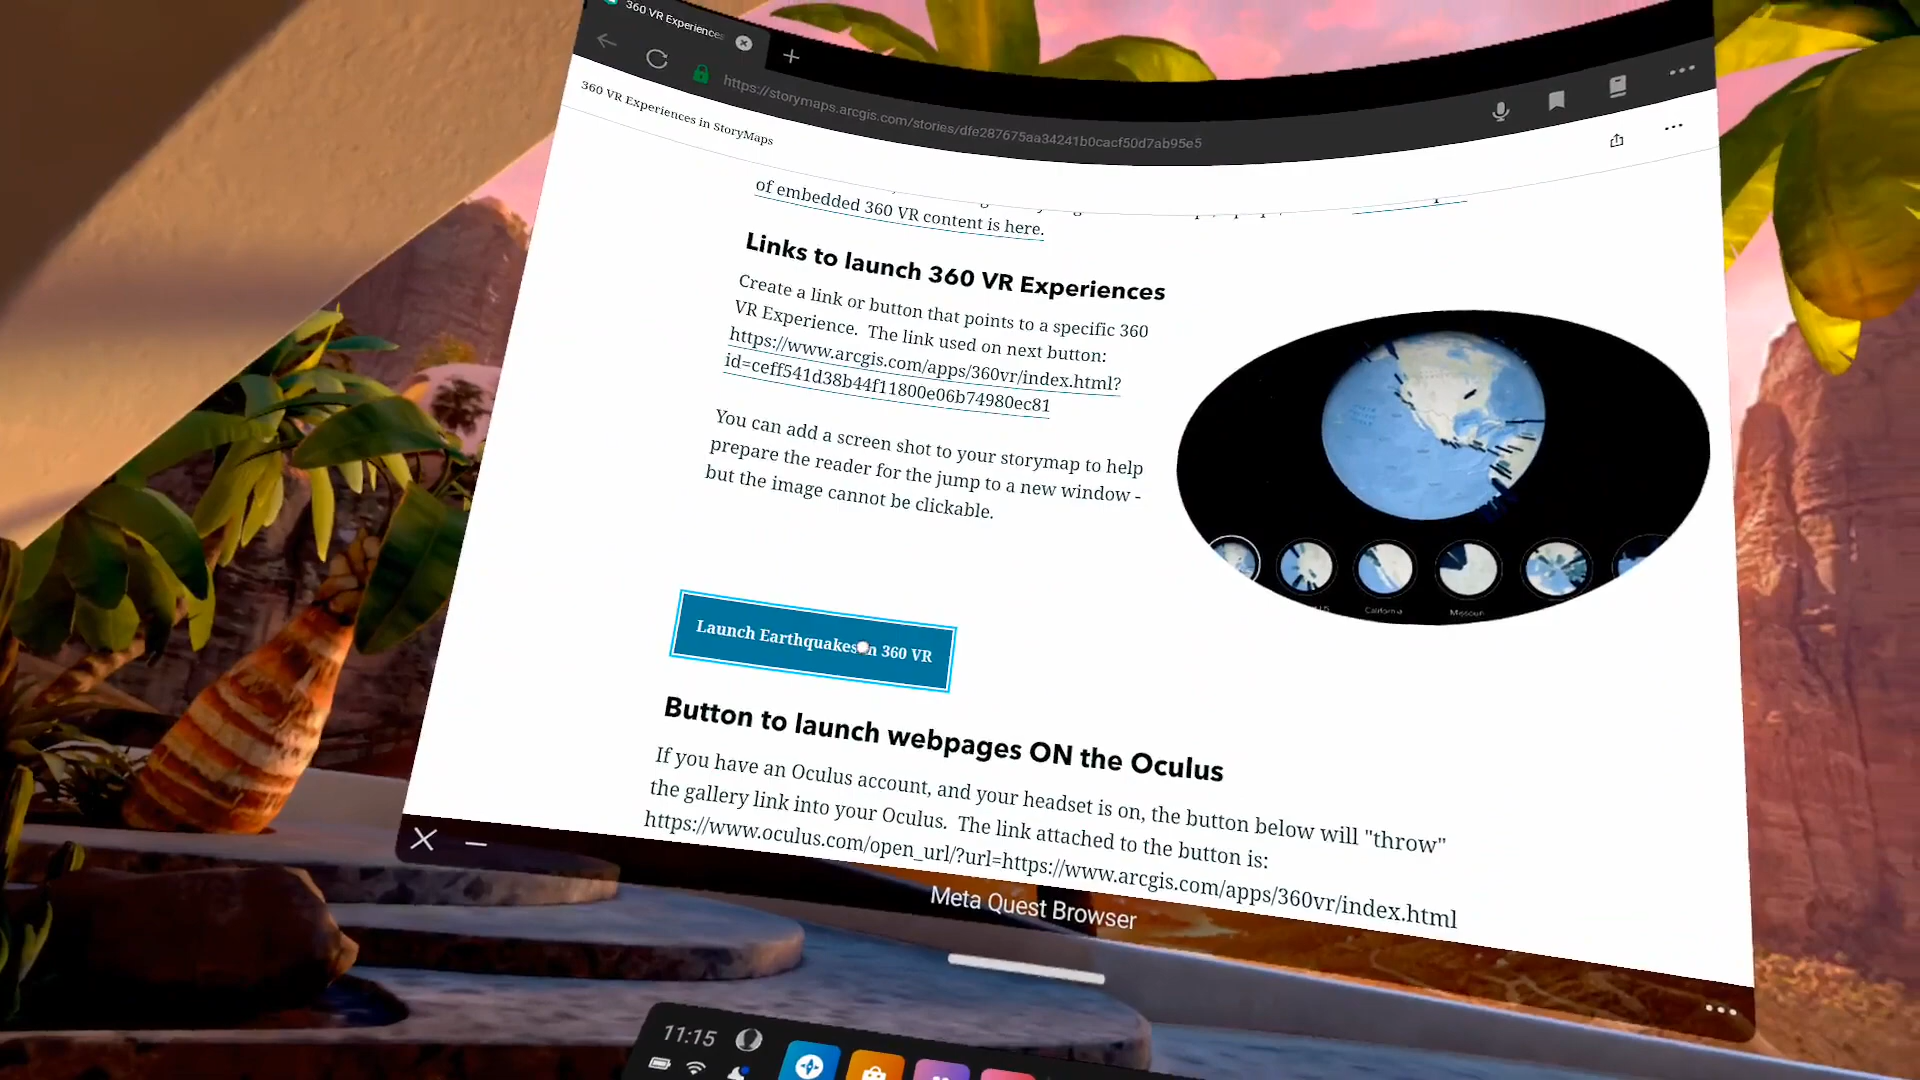 360 VR Experiences
https://storymaps.arcgis.com/stories/dfe287675aa34241b0cacf50d7ab95e5
360 VR Experiences in StoryMaps
of embedded 360 VR content is here.
Links to launch 360 VR Experiences
Create a link or button that points to a specific 360
VR Experience. The link used on next button:
https://www.arcgis.com/apps/360vr/index.html?
id=ceff541d38b44f11800e06b74980ec81
You can add a screen shot to your storymap to help
prepare the reader for the jump to a new window -
but the image cannot be clickable.
California
Missouri
Launch Earthquakes in 360 VR
Button to launch webpages ON the Oculus
If you have an Oculus account, and your headset is on, the button below will "throw"
the gallery link into your Oculus. The link attached to the button is:
https://www.oculus.com/open_url/?url=https://www.arcgis.com/apps/360vr/index.html
Meta Quest Browser
11:15